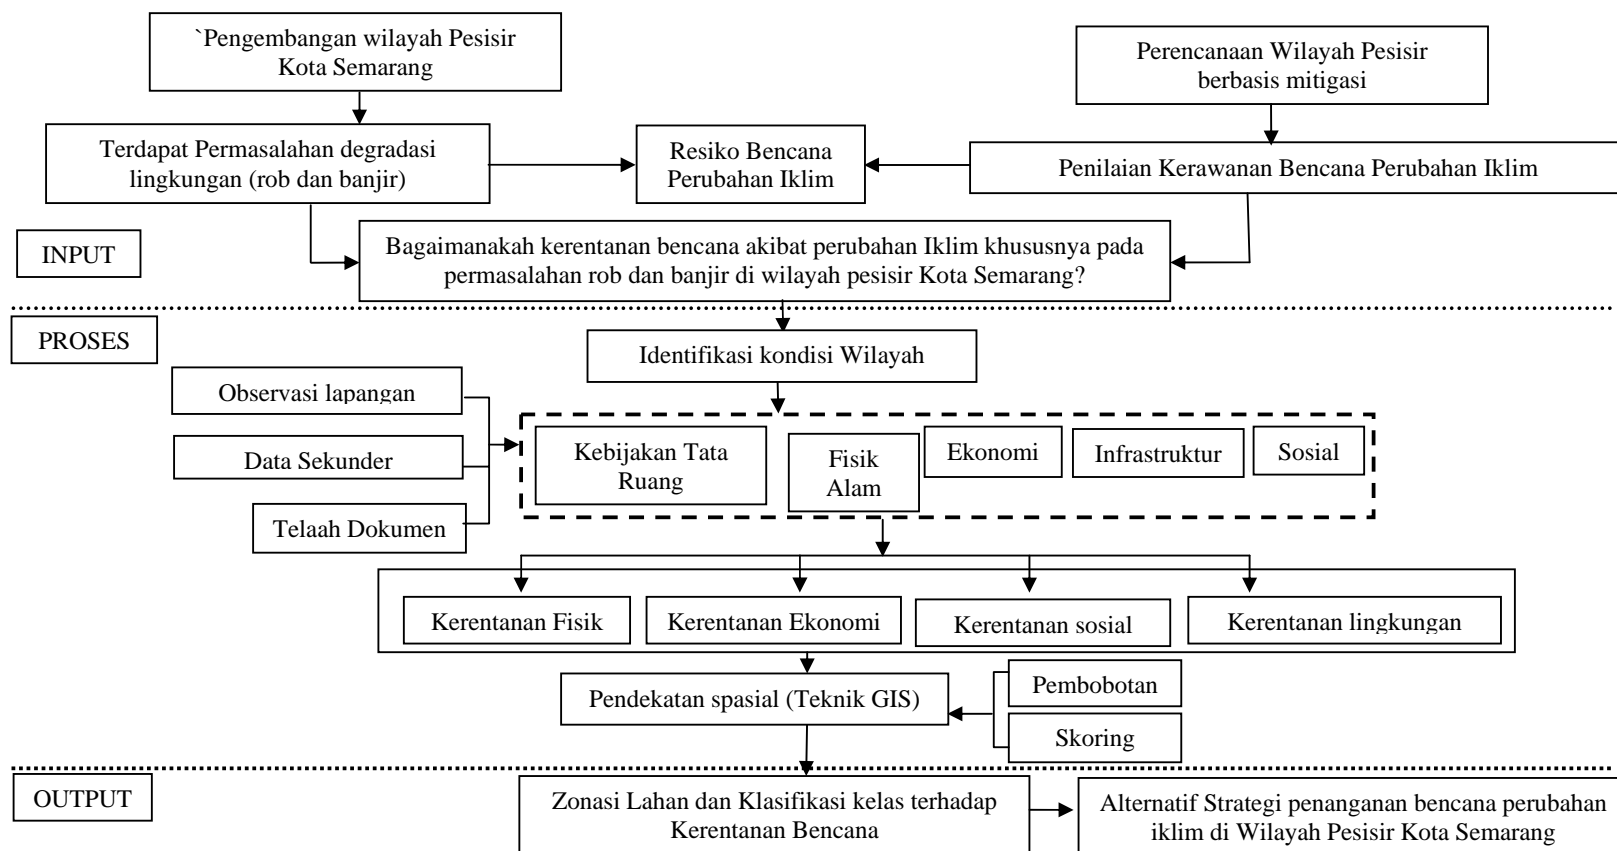 `Pengembangan wilayah Pesisir
Kota Semarang
Perencanaan Wilayah Pesisir
berbasis mitigasi
Terdapat Permasalahan degradasi
lingkungan (rob dan banjir)
Resiko Bencana
Perubahan Iklim
Penilaian Kerawanan Bencana Perubahan Iklim
INPUT
Bagaimanakah kerentanan bencana akibat perubahan Iklim khususnya pada
permasalahan rob dan banjir di wilayah pesisir Kota Semarang?
PROSES
Identifikasi kondisi Wilayah
Observasi lapangan
Data Sekunder
Telaah Dokumen
Kebijakan Tata
Ruang
Fisik
Alam
Ekonomi
Infrastruktur
Sosial
Kerentanan Fisik
Kerentanan Ekonomi
Kerentanan sosial
Kerentanan lingkungan
Pendekatan spasial (Teknik GIS)
Pembobotan
Skoring
OUTPUT
Zonasi Lahan dan Klasifikasi kelas terhadap
Kerentanan Bencana
Alternatif Strategi penanganan bencana perubahan
iklim di Wilayah Pesisir Kota Semarang